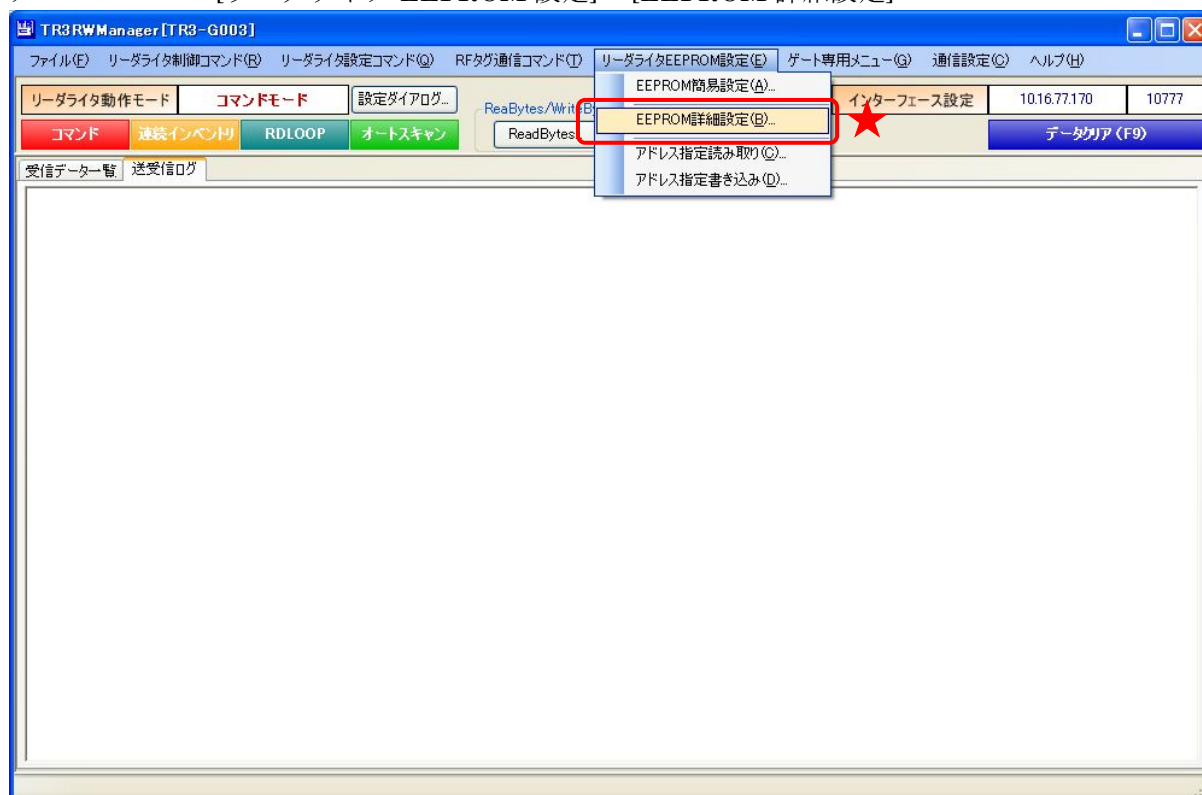 [EEPROM 詳細設定]
TR3RWManager[TR3-G003]
ファイル(F) リーダライタ制御コマンド(R) リーダライタ設定コマンド(Q) RFタグ通信コマンド(T) リーダライタEEPROM設定(E) ゲート専用メニュー(G) 通信設定(C) ヘルプ(H)
リーダライタ動作モード コマンドモード 設定ダイアログ... インターフェース設定 10.16.77.170 10777
コマンド 連続インベントリ RDLOOP オートスキャン ReadBytes データクリア(F9)
ReaBytes/WriteB
EEPROM簡易設定(A)...
EEPROM詳細設定(B)...
アドレス指定読み取り(C)...
アドレス指定書き込み(D)...
受信データ一覧 送受信ログ